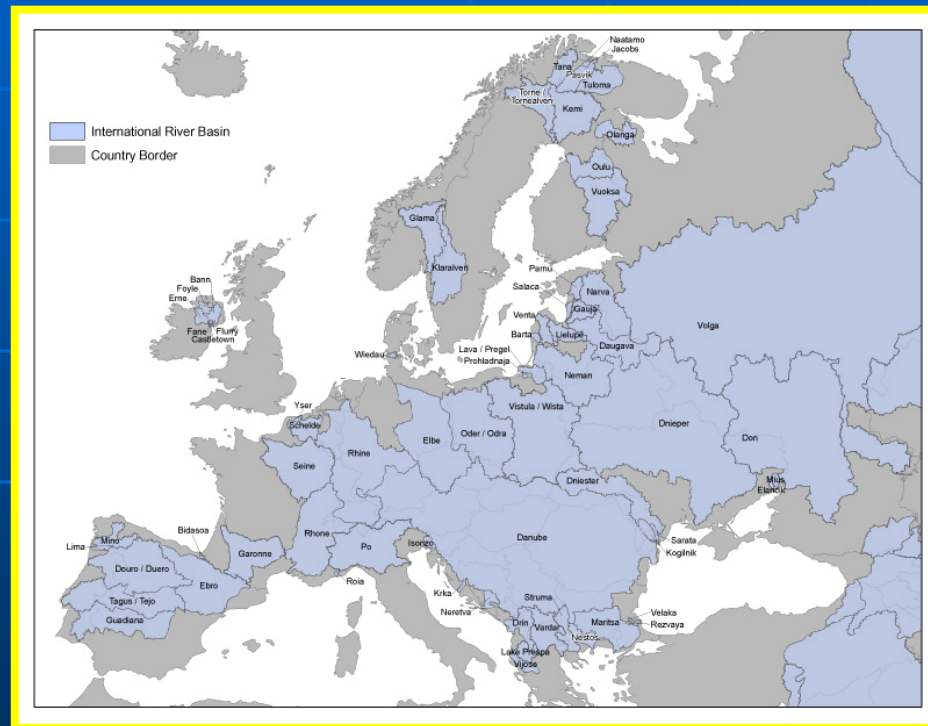 Naatamo
Jacobs
Tana
Pasvik
Tuloma
Torne /
Tornealven
Kemi
Olanga
International River Basin
Country Border
Oulu
Vuoksa
Glama
Klaralven
Parnu
Salaca
Narva
Gauja
Bann
Foyle
Erne
Fane
Flurry
Castletown
Venta
Barta
Lielupe
Daugava
Volga
Wiedau
Lava / Pregel
Prohladnaja
Neman
Yser
Schelde
Vistula / Wista
Elbe
Oder / Odra
Dnieper
Don
Seine
Rhine
Dniester
Mius
Elancik
Bidasoa
Lima
Mino
Garonne
Rhone
Po
Isonzo
Danube
Sarata
Kogilnik
Douro / Duero
Ebro
Roia
Krka
Neretva
Tagus / Tejo
Guadiana
Struma
Drin
Vardar
Maritsa
Velaka
Rezvaya
Nestos
Lake Prespa
Vijose